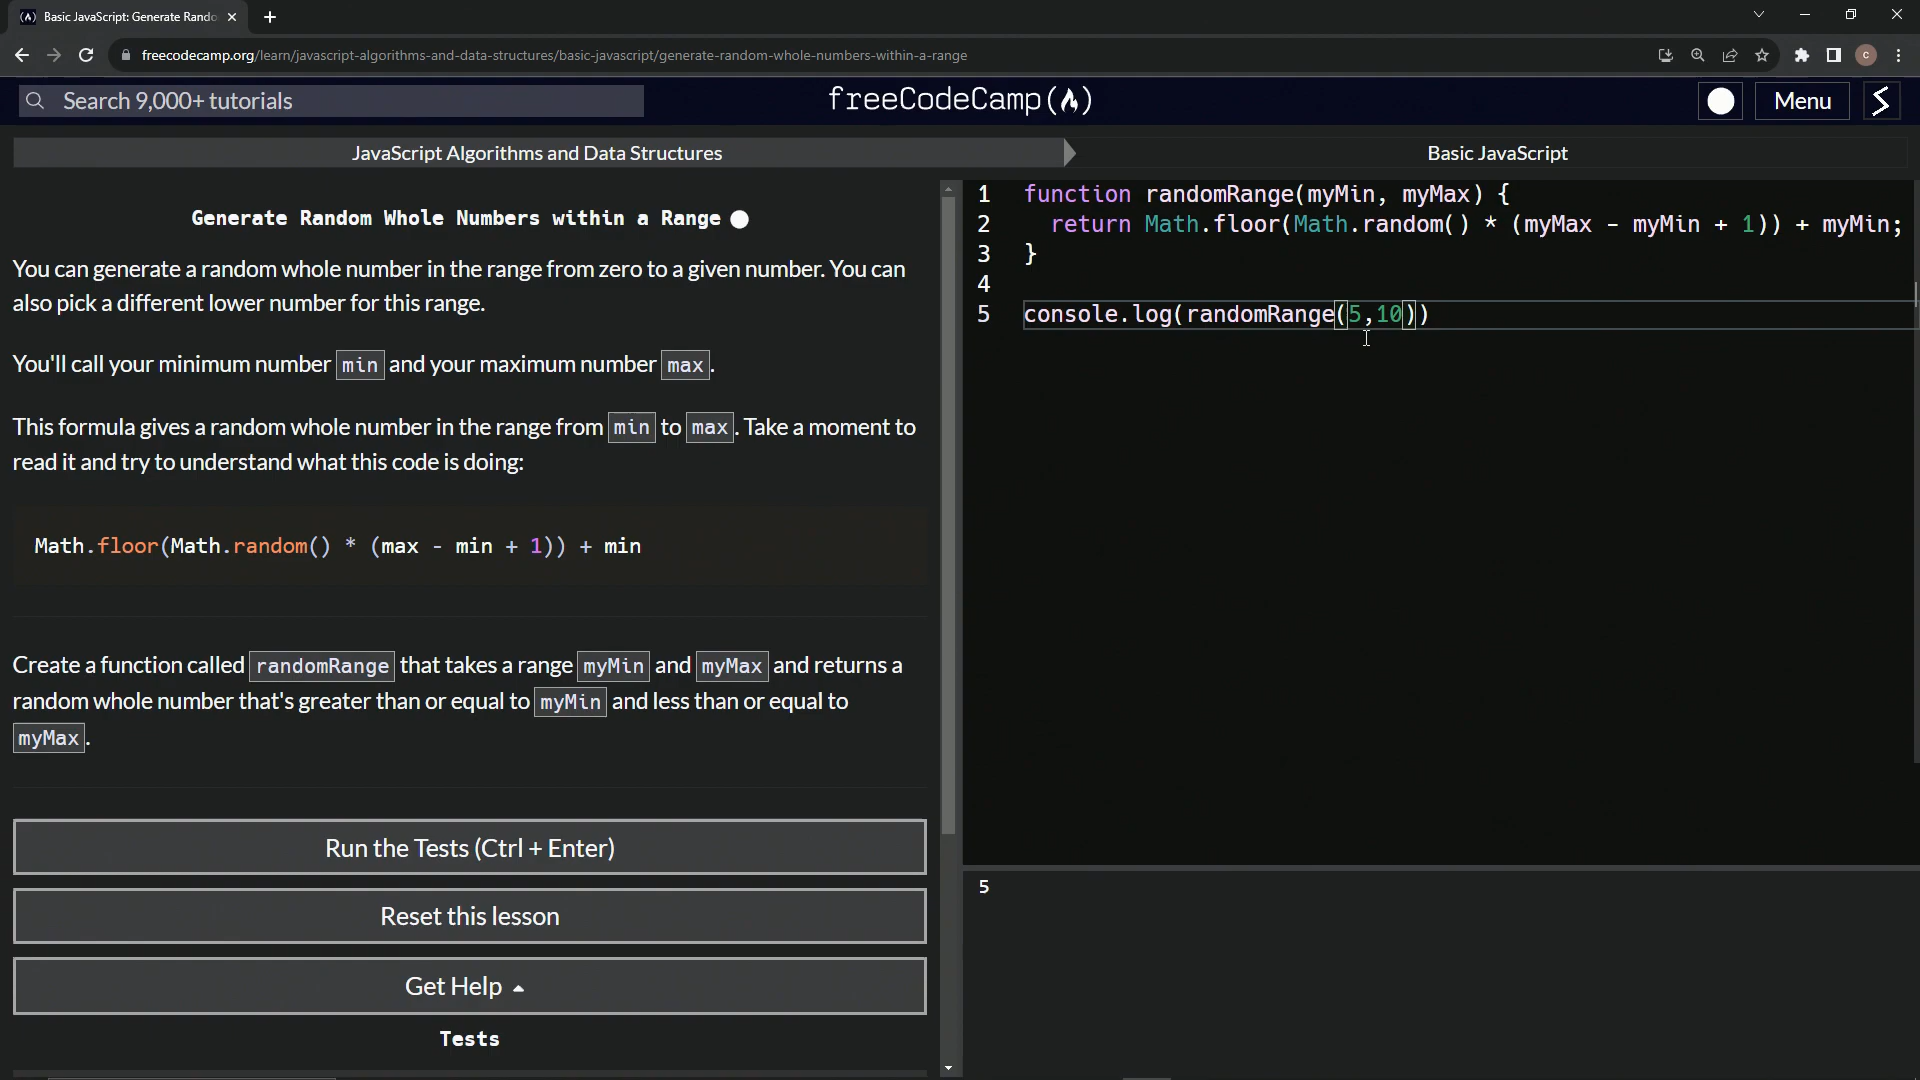 Basic JavaScript: Generate Rando
freecodecamp.org/learn/javascript-algorithms-and-data-structures/basic-javascript/generate-random-whole-numbers-within-a-range
c
Search 9,000+ tutorials
freeCodeCamp
Menu
JavaScript Algorithms and Data Structures
Basic JavaScript
Generate Random Whole Numbers within a Range
You can generate a random whole number in the range from zero to a given number. You can
also pick a different lower number for this range.
You'll call your minimum number min and your maximum number max.
This formula gives a random whole number in the range from min to max. Take a moment to
read it and try to understand what this code is doing:
Math.floor(Math.random() * (max - min + 1)) + min
Create a function called randomRange that takes a range myMin and myMax and returns a
random whole number that's greater than or equal to myMin and less than or equal to
myMax.
Run the Tests (Ctrl + Enter)
Reset this lesson
Get Help
Tests
1 function randomRange(myMin, myMax) {
2 return Math.floor(Math.random() * (myMax - myMin + 1)) + myMin;
3 }
4
5 console.log(randomRange(5,10))
5